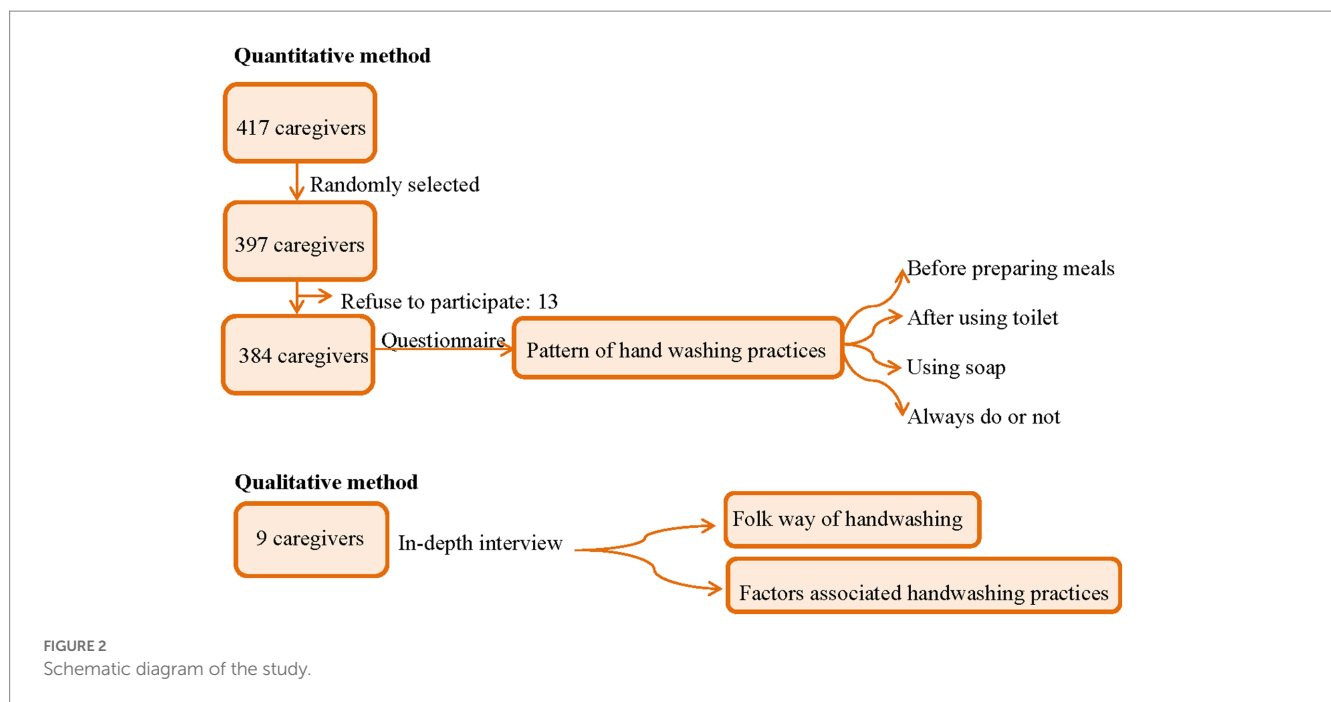 Quantitative method
417 caregivers
Randomly selected
397 caregivers
Refuse to participate: 13
384 caregivers
Questionnaire
Pattern of hand washing practices
Before preparing meals
After using toilet
Using soap
Always do or not
Qualitative method
9 caregivers
In-depth interview
Folk way of handwashing
Factors associated handwashing practices
FIGURE 2
Schematic diagram of the study.